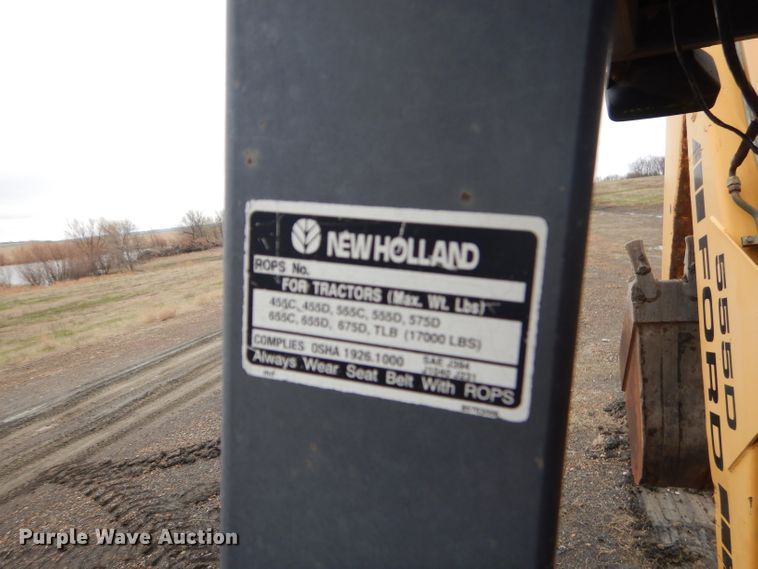 NEW HOLLAND
ROPS No.
FOR TRACTORS (Max. Wt. Lbs)
455C, 455D, 555C, 555D, 575D
655C, 655D, 675D, TLB (17000 LBS)
COMPLIES OSHA 1926.1000
SAE J394
Always Wear Seat Belt With ROPS
555D
FORD
Purple Wave Auction